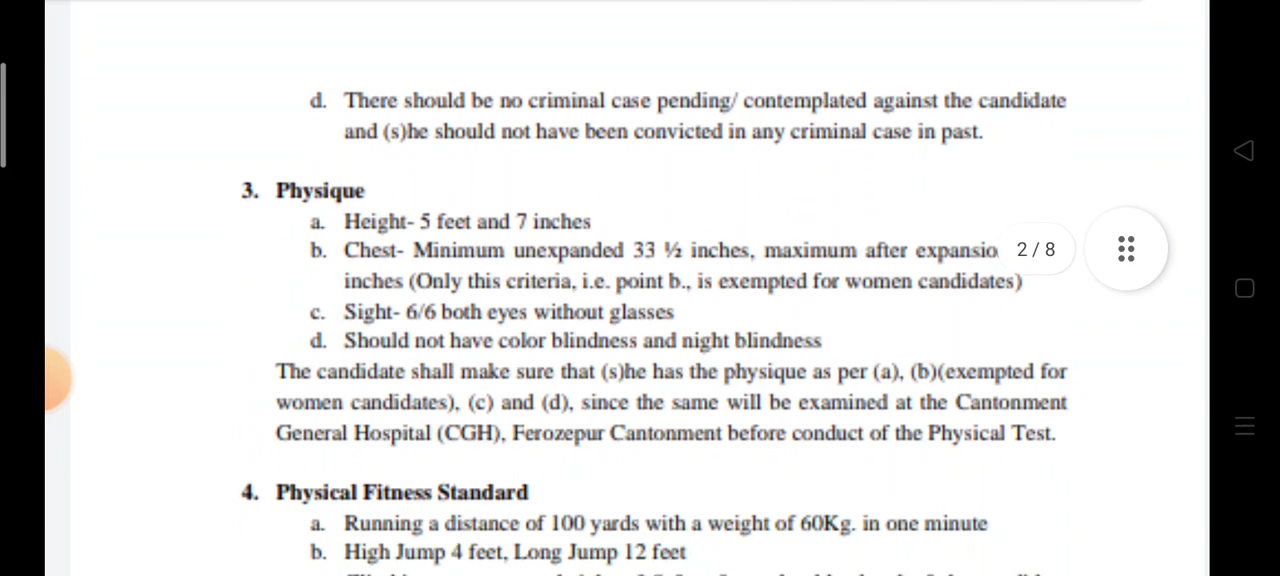 d. There should be no criminal case pending/ contemplated against the candidate
and (s)he should not have been convicted in any criminal case in past.
3. Physique
a. Height- 5 feet and 7 inches
b. Chest- Minimum unexpanded 33 ½ inches, maximum after expansio
2 / 8
inches (Only this criteria, i.e. point b., is exempted for women candidates)
c. Sight- 6/6 both eyes without glasses
d. Should not have color blindness and night blindness
The candidate shall make sure that (s)he has the physique as per (a), (b)(exempted for
women candidates), (c) and (d), since the same will be examined at the Cantonment
General Hospital (CGH), Ferozepur Cantonment before conduct of the Physical Test.
4. Physical Fitness Standard
a. Running a distance of 100 yards with a weight of 60Kg. in one minute
b. High Jump 4 feet, Long Jump 12 feet